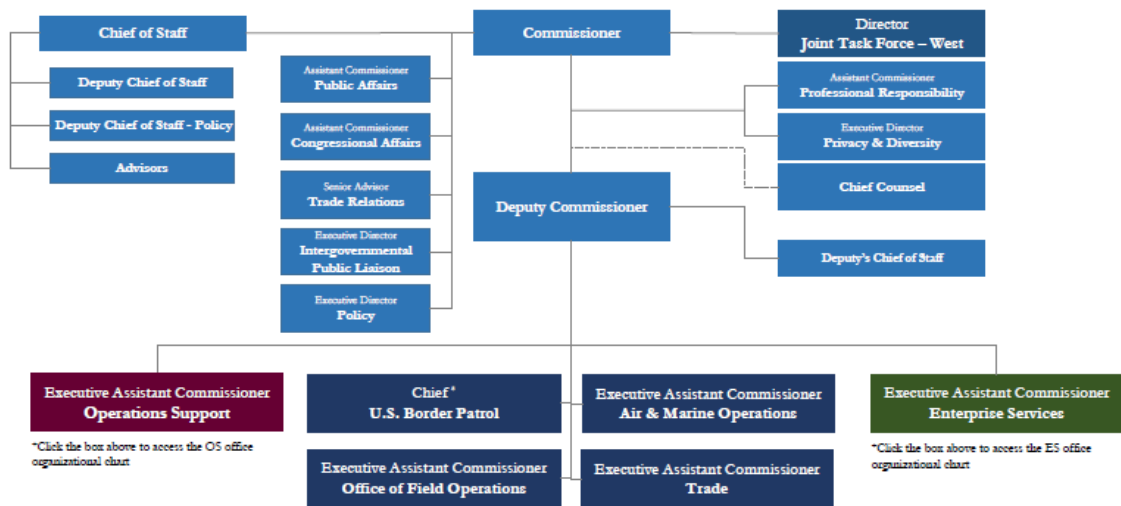 Chief of Staff
Commissioner
Director
Joint Task Force – West
Deputy Chief of Staff
Deputy Chief of Staff - Policy
Advisors
Assistant Commissioner
Public Affairs
Assistant Commissioner
Congressional Affairs
Senior Advisor
Trade Relations
Executive Director
Intergovernmental
Public Liaison
Executive Director
Policy
Assistant Commissioner
Professional Responsibility
Executive Director
Privacy & Diversity
Chief Counsel
Deputy Commissioner
Deputy's Chief of Staff
Executive Assistant Commissioner
Operations Support
*Click the box above to access the OS office
organizational chart
Chief*
U.S. Border Patrol
Executive Assistant Commissioner
Air & Marine Operations
Executive Assistant Commissioner
Enterprise Services
*Click the box above to access the ES office
organizational chart
Executive Assistant Commissioner
Office of Field Operations
Executive Assistant Commissioner
Trade